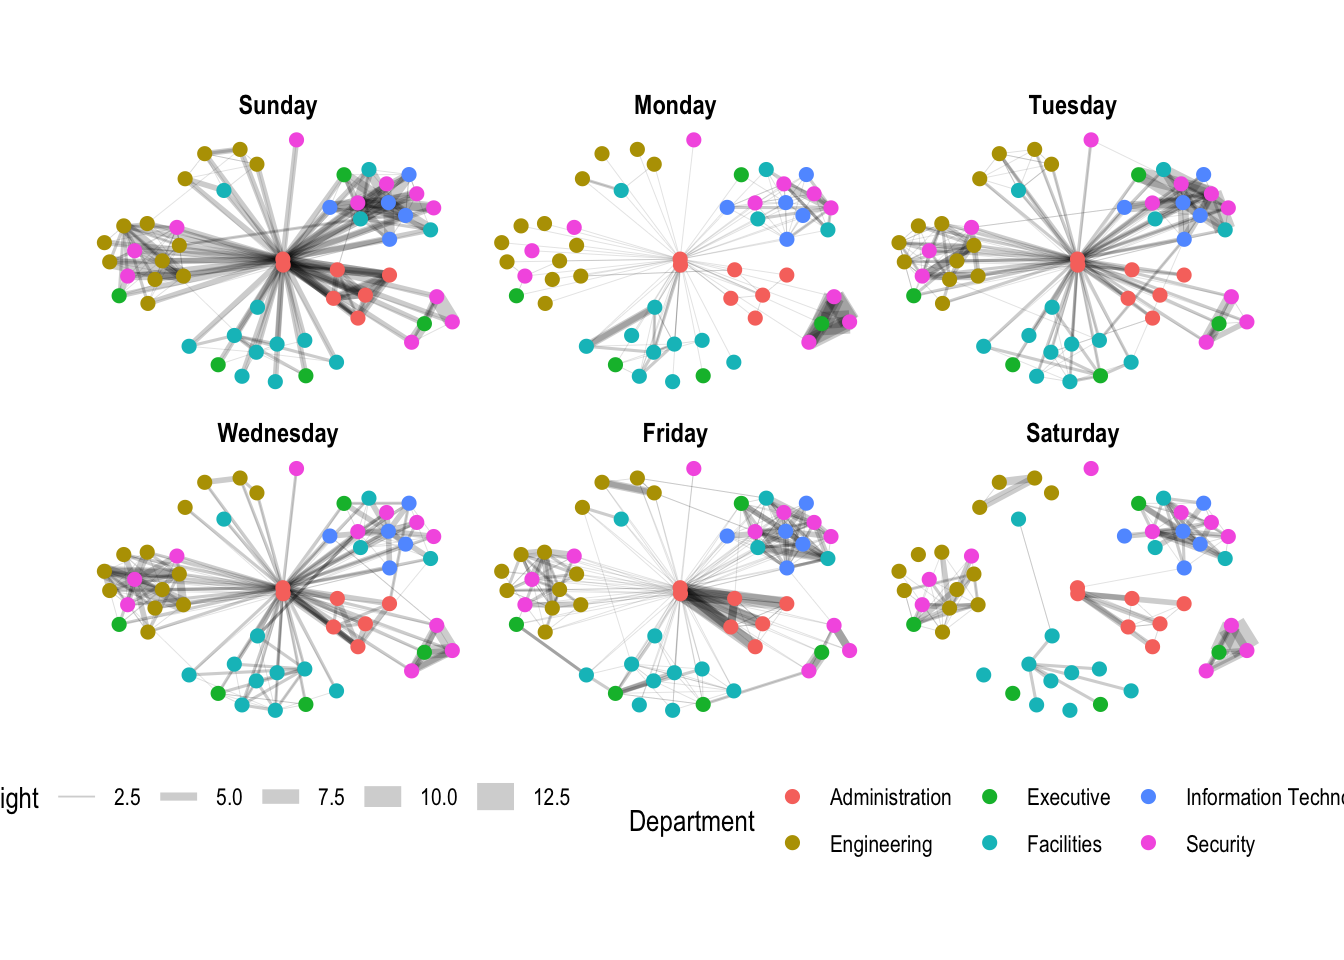 Sunday
Monday
Tuesday
Wednesday
Friday
Saturday
ight 2.5 5.0 7.5 10.0 12.5
Department
Administration Executive Information Techno
Engineering Facilities Security